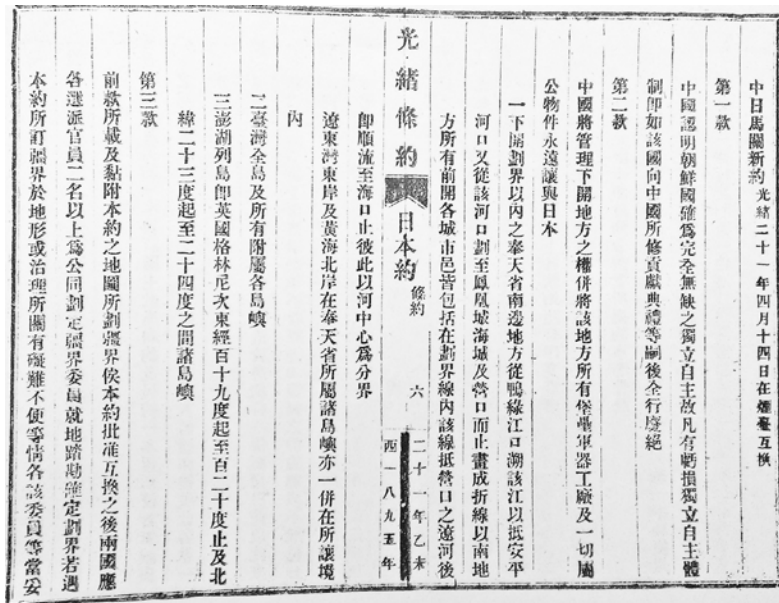 中日馬關新約 光緒二十一年四月十四日在煙臺互換
第一款
中國認明朝鮮國確爲完全無缺之獨立自主故凡有虧損獨立自主體
制卽如該國向中國所修貢獻典禮等嗣後全行廢絕
第二款
中國將管理下開地方之權併將該地方所有堡壘軍器工廠及一切屬
公物件永遠讓與日本
一下開劃界以內之奉天省南邊地方從鴨綠江口溯該江以抵安平
河口又從該河口劃至鳳凰城海城及營口而止畫成折線以南地
方所有前開各城市邑皆包括在劃界線內該線抵營口之遼河後
光緒條約 日本約 條約 六 二十一年乙未 西一八九五年
卽順流至海口止彼此以河中心爲分界
遼東灣東岸及黃海北岸在奉天省所屬諸島嶼亦一併在所讓境
內
二臺灣全島及所有附屬各島嶼
三澎湖列島卽英國格林尼次東經百十九度起至百二十度止及北
緯二十三度起至二十四度之間諸島嶼
第三款
前款所載及黏附本約之地圖所劃疆界俟本約批准互換之後兩國應
各選派官員二名以上爲公同劃定疆界委員就地踏勘確定劃界若遇
本約所訂疆界於地形或治理所關有礙難不便等情各該委員等當妥